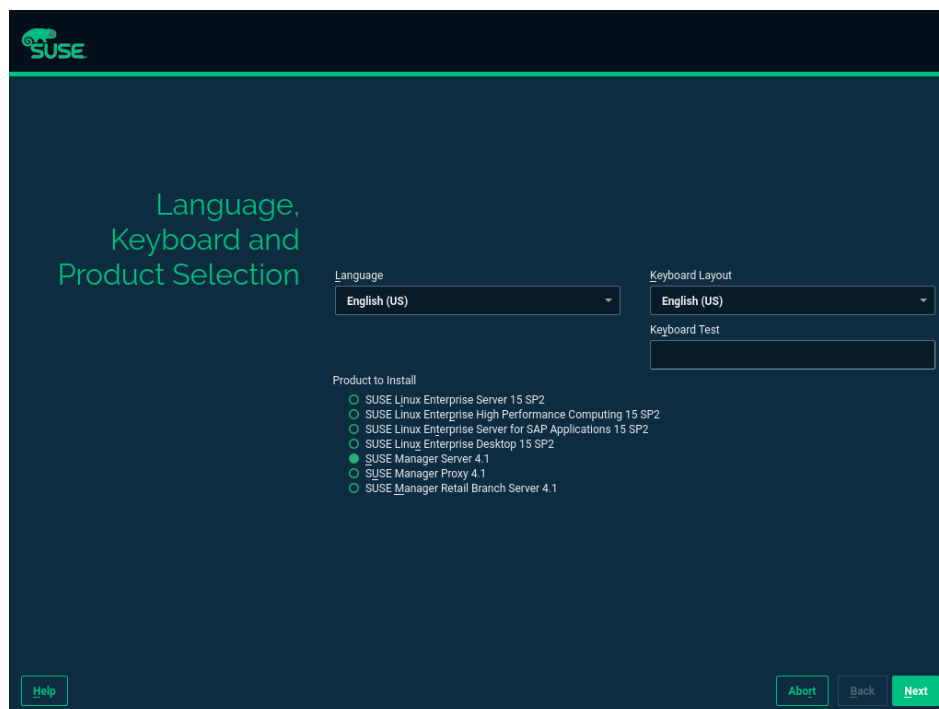 SUSE
Language,
Keyboard and
Product Selection
Language
Keyboard Layout
English (US)
English (US)
Keyboard Test
Product to Install
SUSE Linux Enterprise Server 15 SP2
SUSE Linux Enterprise High Performance Computing 15 SP2
SUSE Linux Enterprise Server for SAP Applications 15 SP2
SUSE Linux Enterprise Desktop 15 SP2
SUSE Manager Server 4.1
SUSE Manager Proxy 4.1
SUSE Manager Retail Branch Server 4.1
Help
Abort
Back
Next